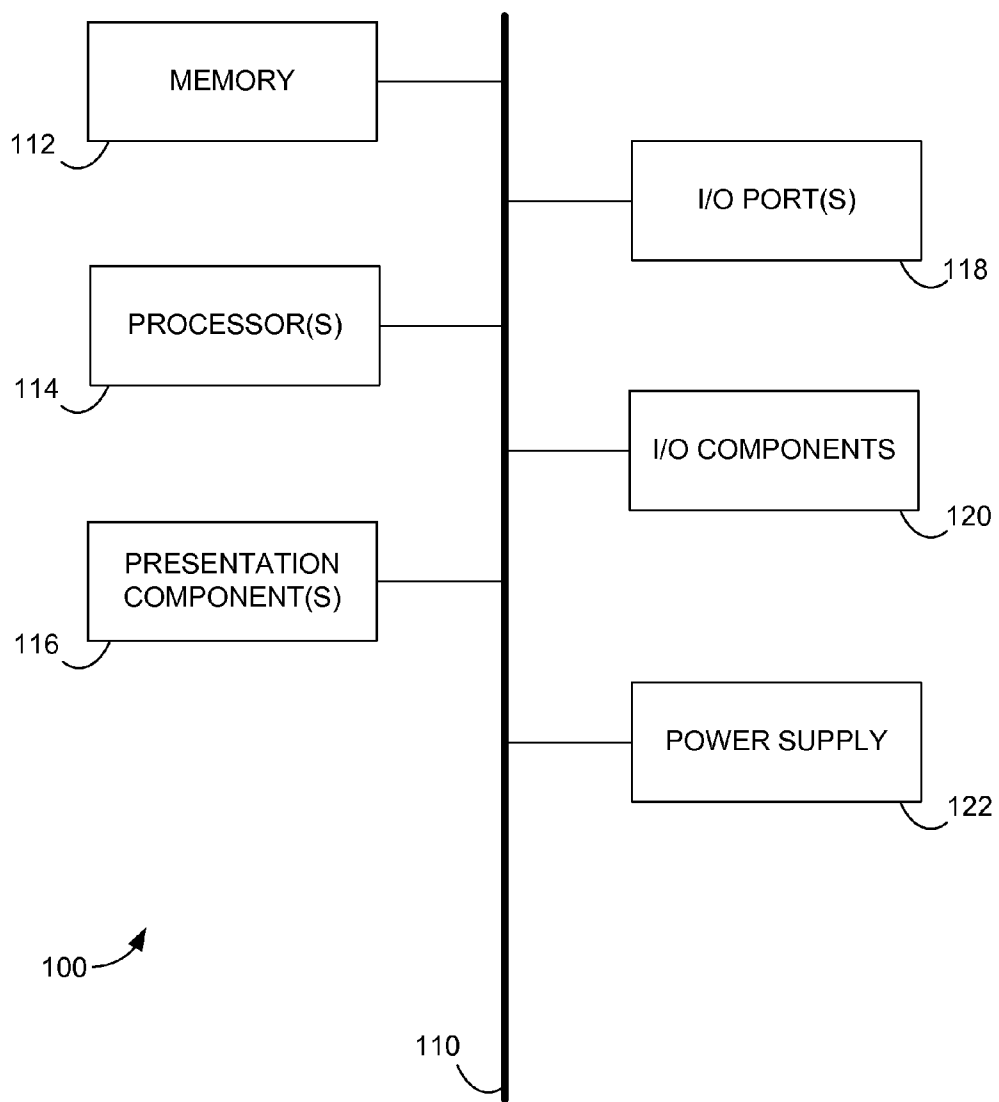 MEMORY
112
I/O PORT(S)
118
PROCESSOR(S)
114
I/O COMPONENTS
120
PRESENTATION
COMPONENT(S)
116
POWER SUPPLY
122
100
110